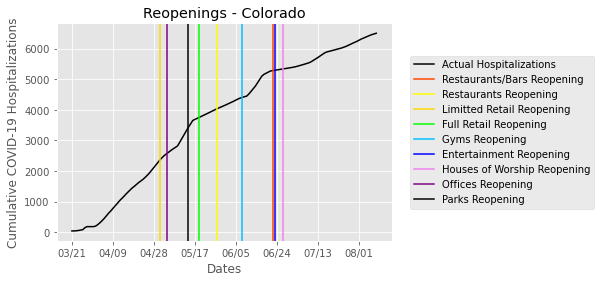 Reopenings - Colorado
Cumulative COVID-19 Hospitalizations
6000
5000
4000
3000
2000
1000
0
03/21 04/09 04/28 05/17 06/05 06/24 07/13 08/01
Dates
Actual Hospitalizations
Restaurants/Bars Reopening
Restaurants Reopening
Limitted Retail Reopening
Full Retail Reopening
Gyms Reopening
Entertainment Reopening
Houses of Worship Reopening
Offices Reopening
Parks Reopening